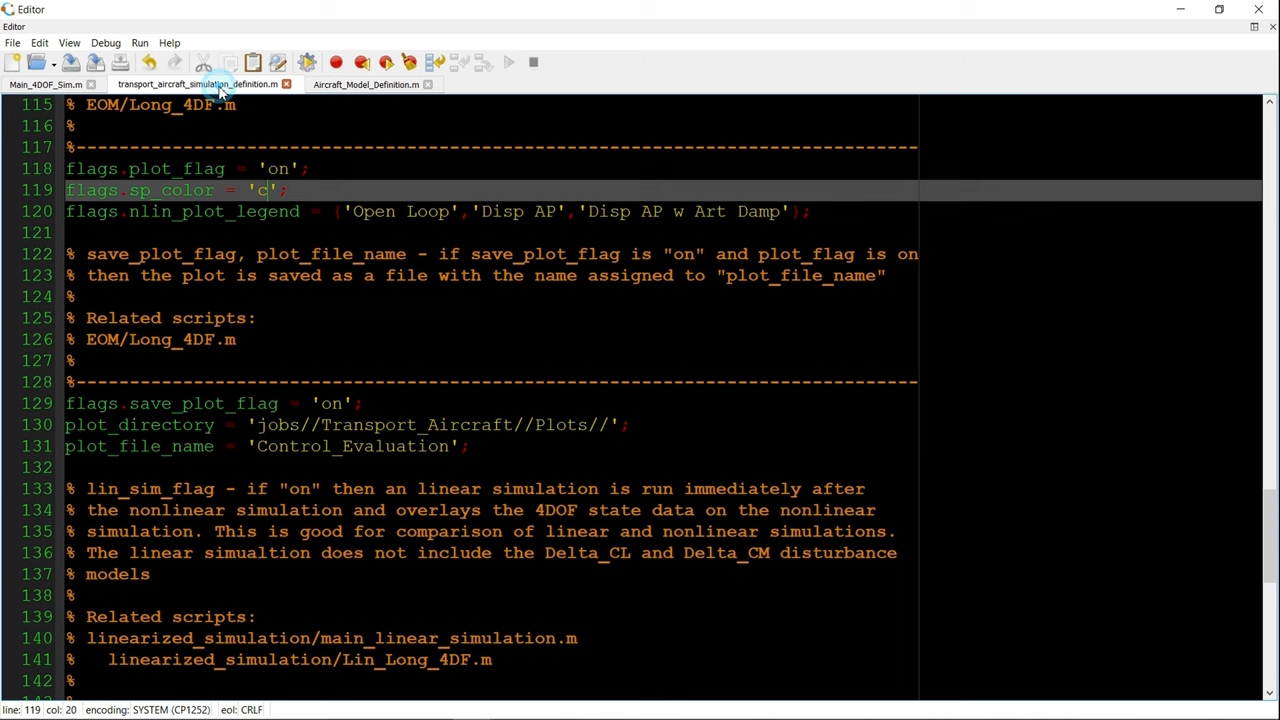 Editor
Editor
File Edit View Debug Run Help
Main_4DOF_Sim.m transport_aircraft_simulation_definition.m Aircraft_Model_Definition.m
115 % EOM/Long_4DF.m
116 %
117 %-------------------------------------------------------------------------------
118 flags.plot_flag = 'on';
119 flags.sp_color = 'c';
120 flags.nlin_plot_legend = {'Open Loop','Disp AP','Disp AP w Art Damp'};
121
122 % save_plot_flag, plot_file_name - if save_plot_flag is "on" and plot_flag is on
123 % then the plot is saved as a file with the name assigned to "plot_file_name"
124 %
125 % Related scripts:
126 % EOM/Long_4DF.m
127 %
128 %-------------------------------------------------------------------------------
129 flags.save_plot_flag = 'on';
130 plot_directory = 'jobs//Transport_Aircraft//Plots//';
131 plot_file_name = 'Control_Evaluation';
132
133 % lin_sim_flag - if "on" then an linear simulation is run immediately after
134 % the nonlinear simulation and overlays the 4DOF state data on the nonlinear
135 % simulation. This is good for comparison of linear and nonlinear simulations.
136 % The linear simualtion does not include the Delta_CL and Delta_CM disturbance
137 % models
138 %
139 % Related scripts:
140 % linearized_simulation/main_linear_simulation.m
141 %   linearized_simulation/Lin_Long_4DF.m
142 %
line: 119 col: 20 encoding: SYSTEM (CP1252) eol: CRLF